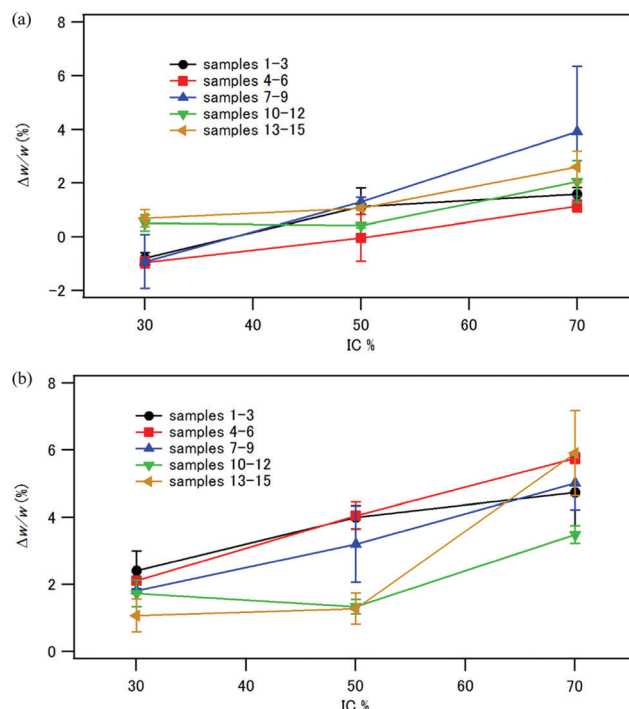 (a)
8
6
4
2
0
−2
Δw/w (%)
samples 1−3
samples 4−6
samples 7−9
samples 10−12
samples 13−15
30
40
50
60
70
IC %
(b)
8
6
4
2
0
Δw/w (%)
samples 1−3
samples 4−6
samples 7−9
samples 10−12
samples 13−15
30
40
50
60
70
IC %